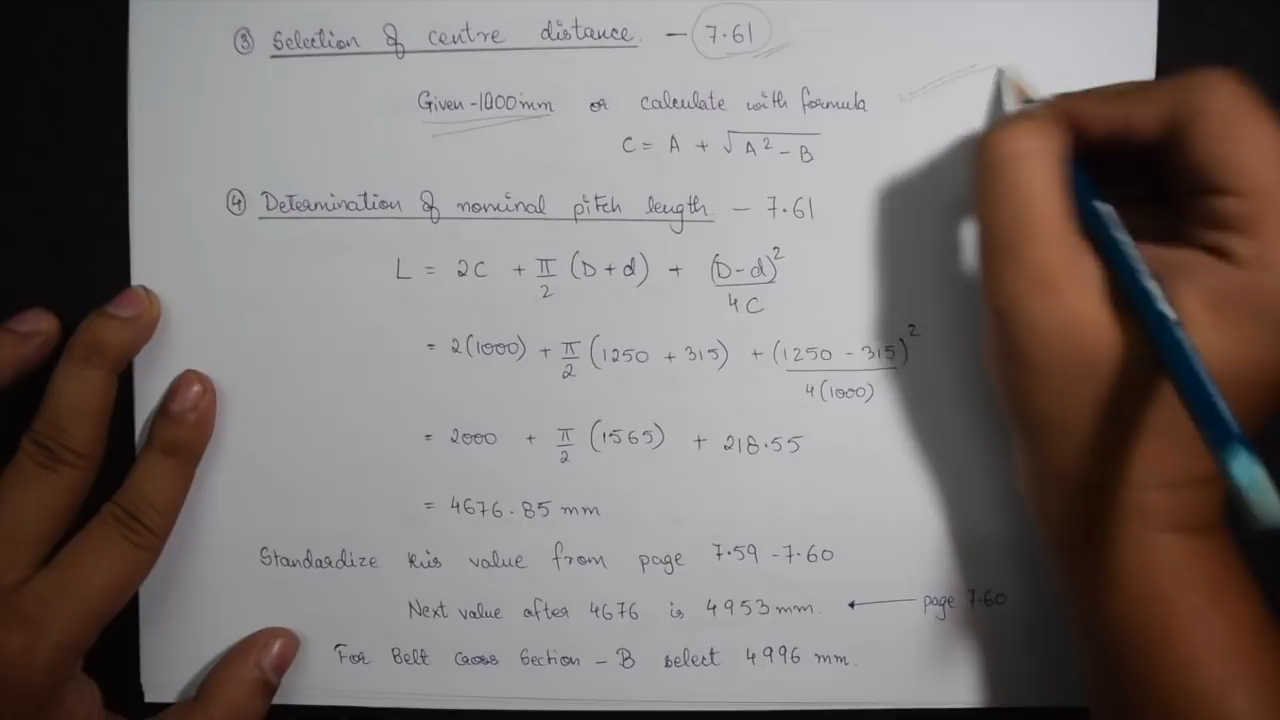 ③ Selection of centre distance. - 7.61
Given - 1000 mm or calculate with formula
C = A + √(A² - B)
④ Determination of nominal pitch length - 7.61
L = 2C + π/2 (D + d) + (D - d)²/4C
= 2(1000) + π/2 (1250 + 315) + (1250 - 315)²/4(1000)
= 2000 + π/2 (1565) + 218.55
= 4676.85 mm
Standardize this value from page 7.59 - 7.60
Next value after 4676 is 4953 mm. ← page 7.60
For Belt Cross Section - B select 4996 mm.